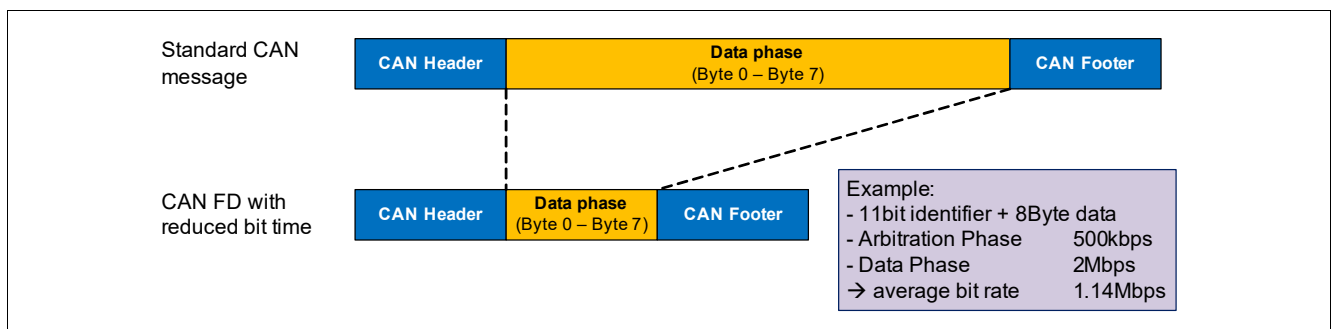 Standard CAN
message
CAN Header
Data phase
(Byte 0 – Byte 7)
CAN Footer
CAN FD with
reduced bit time
CAN Header
Data phase
(Byte 0 – Byte 7)
CAN Footer
Example:
- 11bit identifier + 8Byte data
- Arbitration Phase 500kbps
- Data Phase 2Mbps
→ average bit rate 1.14Mbps